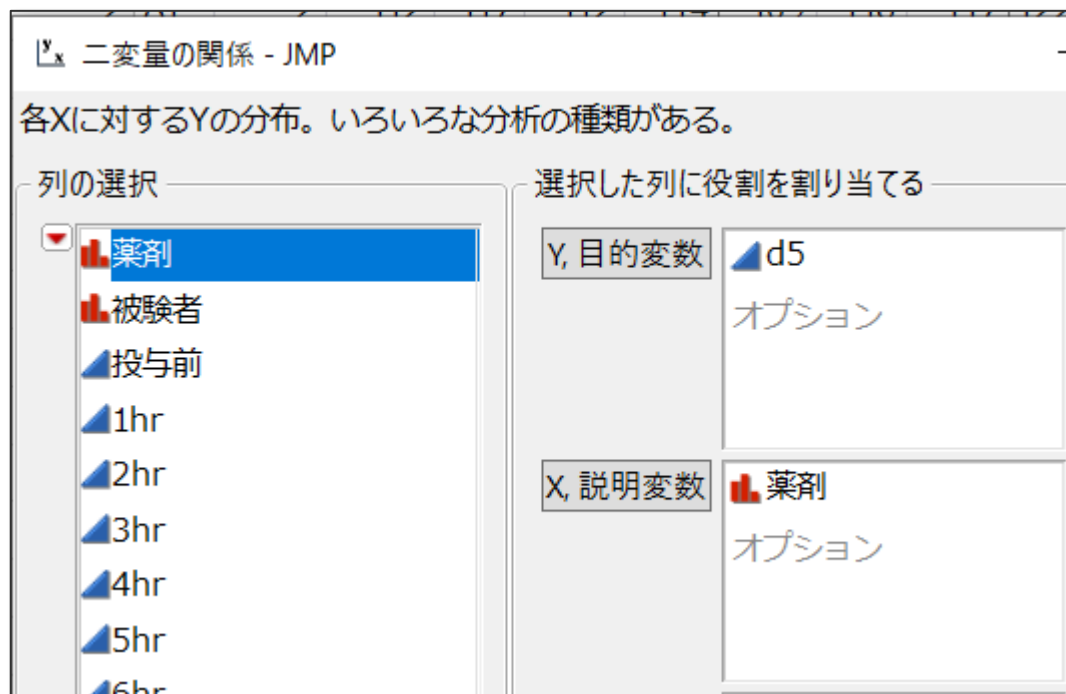 二変量の関係 - JMP
各Xに対するYの分布。いろいろな分析の種類がある。
列の選択
薬剤
被験者
投与前
1hr
2hr
3hr
4hr
5hr
6hr
選択した列に役割を割り当てる
Y, 目的変数
d5
オプション
X, 説明変数
薬剤
オプション